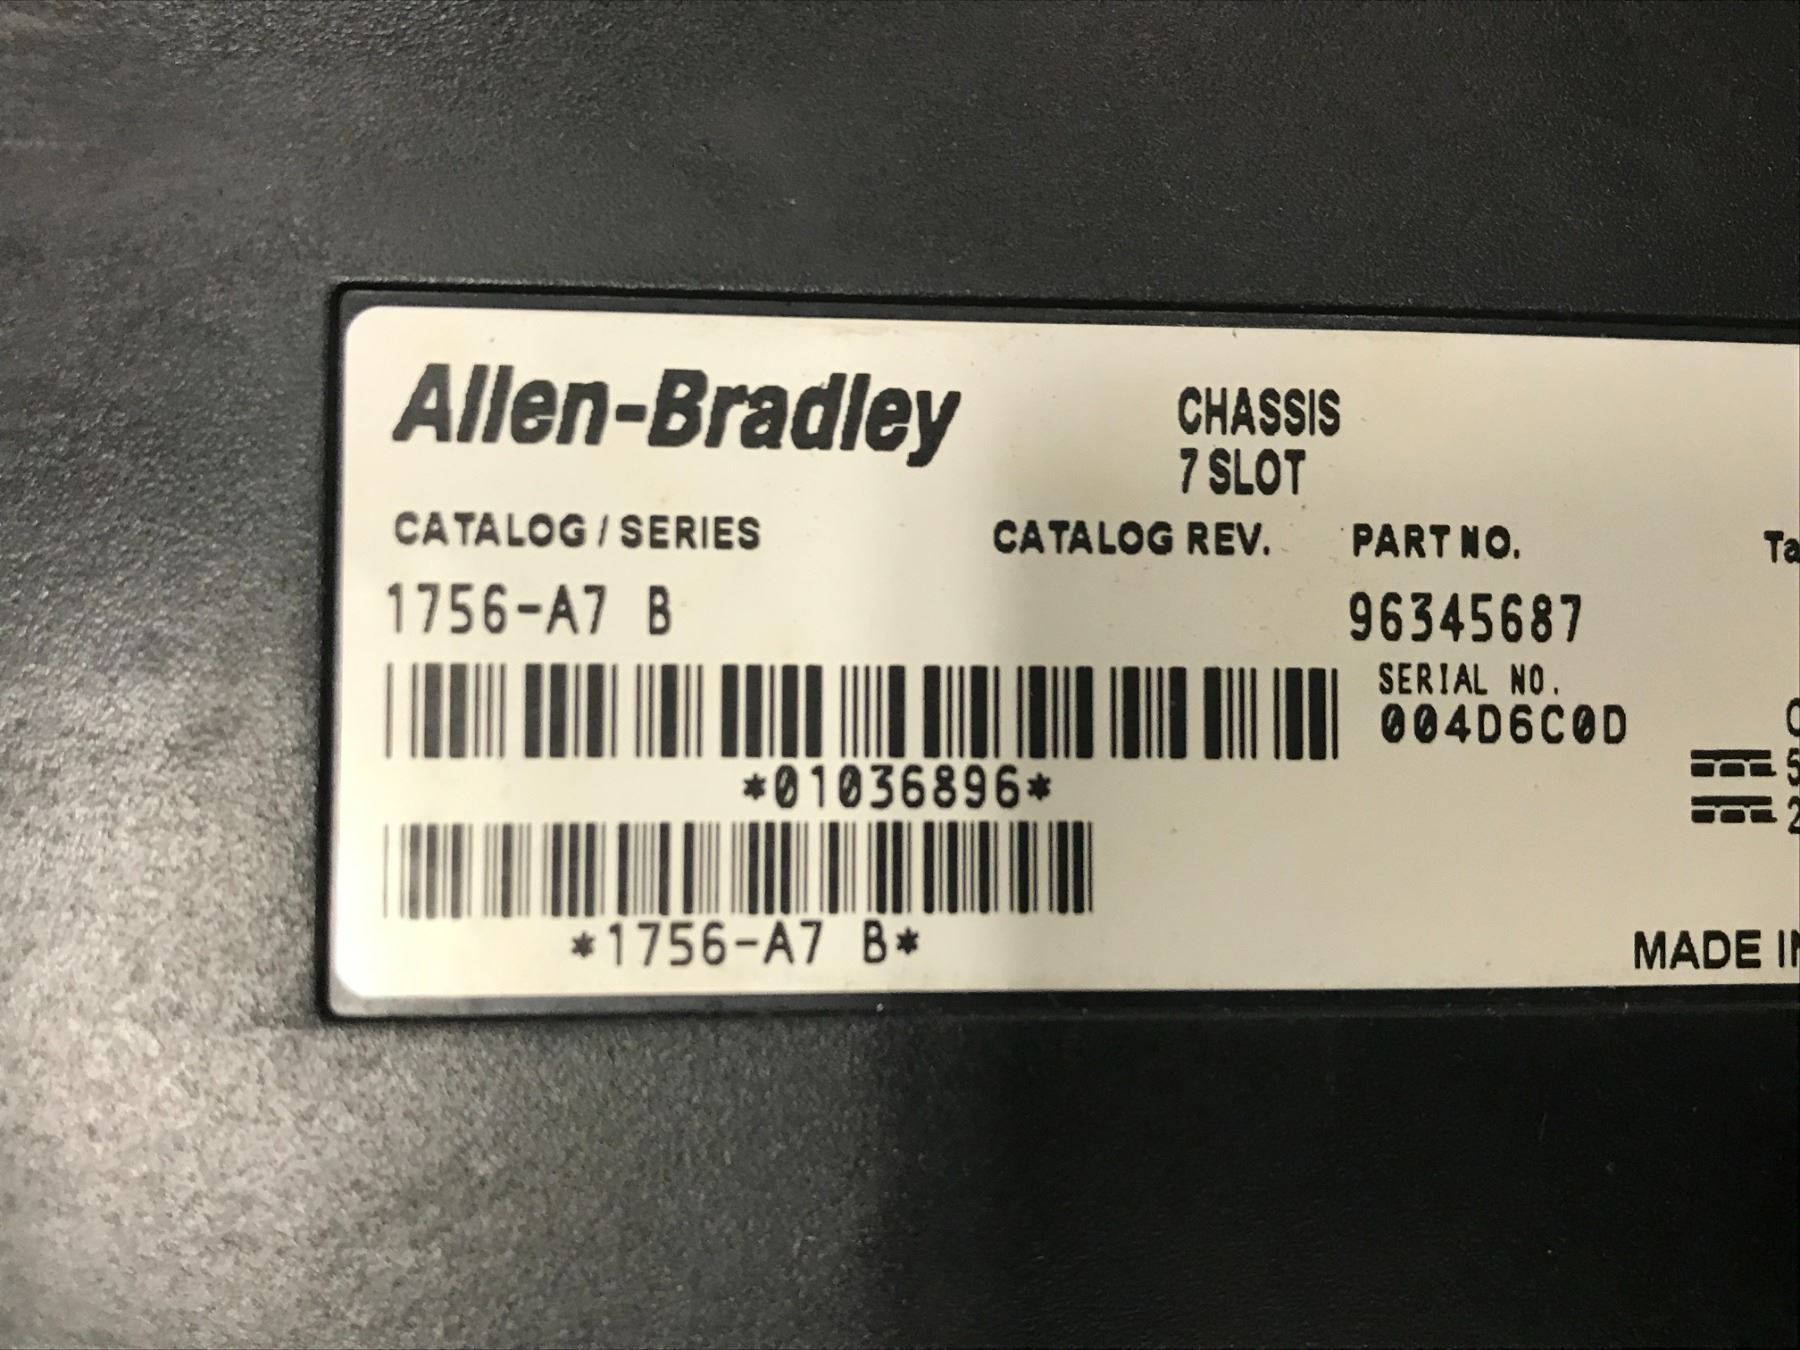 Allen-Bradley
CHASSIS
7 SLOT
CATALOG / SERIES CATALOG REV. PART NO.
1756-A7 B 96345687
SERIAL NO.
004D6C0D
*01036896*
*1756-A7 B*
MADE